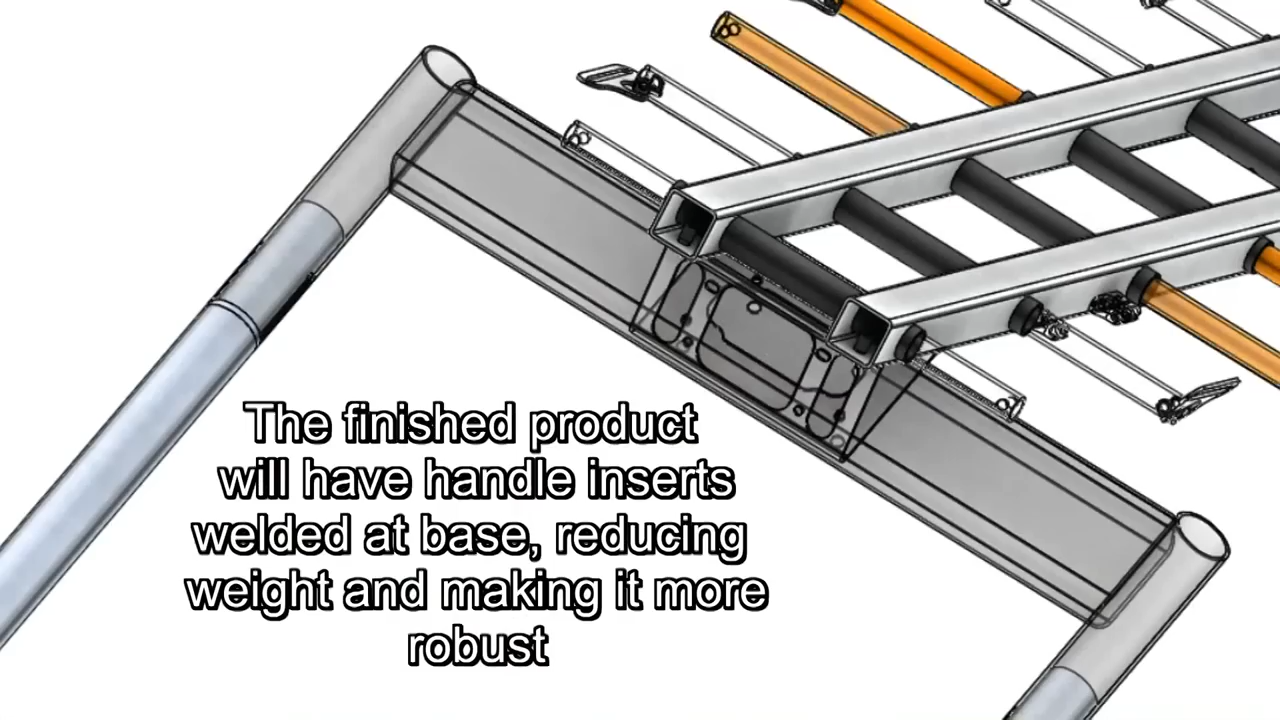 The finished product
will have handle inserts
welded at base, reducing
weight and making it more
robust